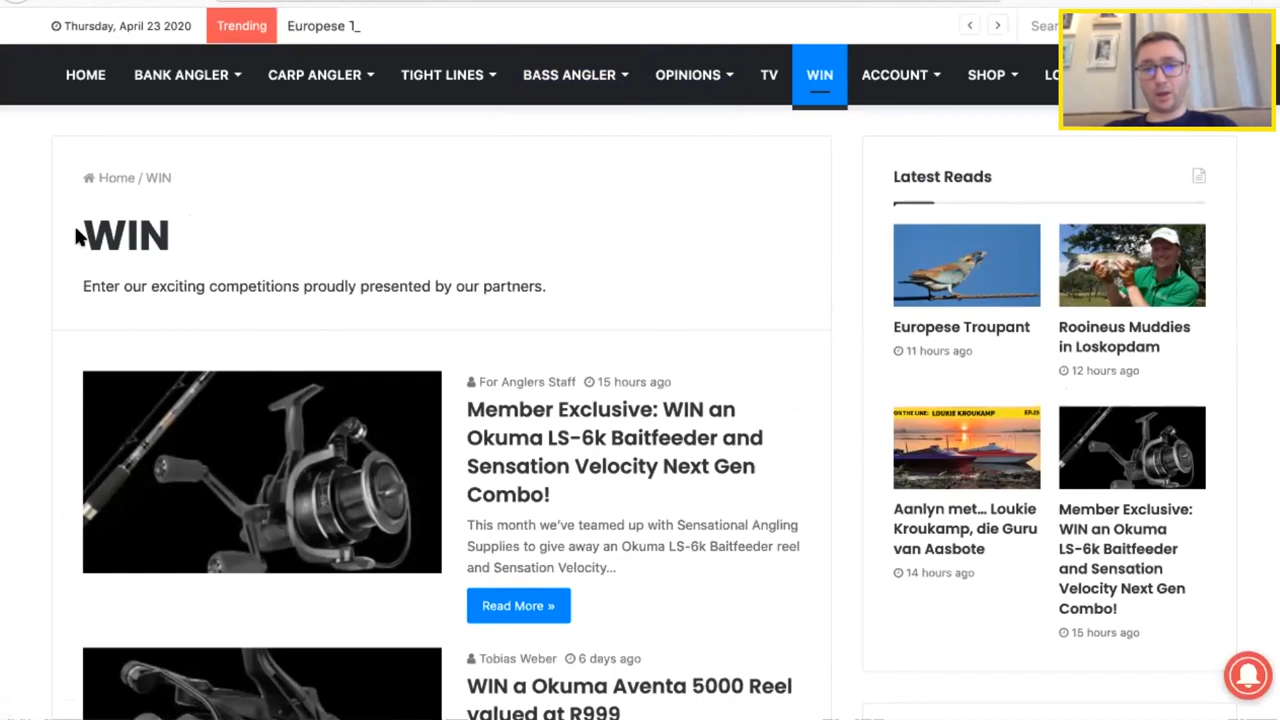 Thursday, April 23 2020
Trending
Europese T_
HOME
BANK ANGLER
CARP ANGLER
TIGHT LINES
BASS ANGLER
OPINIONS
TV
WIN
ACCOUNT
SHOP
Home / WIN
WIN
Enter our exciting competitions proudly presented by our partners.
For Anglers Staff 15 hours ago
Member Exclusive: WIN an
Okuma LS-6k Baitfeeder and
Sensation Velocity Next Gen
Combo!
This month we've teamed up with Sensational Angling
Supplies to give away an Okuma LS-6k Baitfeeder reel
and Sensation Velocity...
Read More »
Tobias Weber 6 days ago
WIN a Okuma Aventa 5000 Reel
valued at R999
Latest Reads
Europese Troupant
11 hours ago
Rooineus Muddies
in Loskopdam
12 hours ago
ON THE LINE: LOUKIE KROUKAMP
Aanlyn met... Loukie
Kroukamp, die Guru
van Aasbote
14 hours ago
Member Exclusive:
WIN an Okuma
LS-6k Baitfeeder
and Sensation
Velocity Next Gen
Combo!
15 hours ago